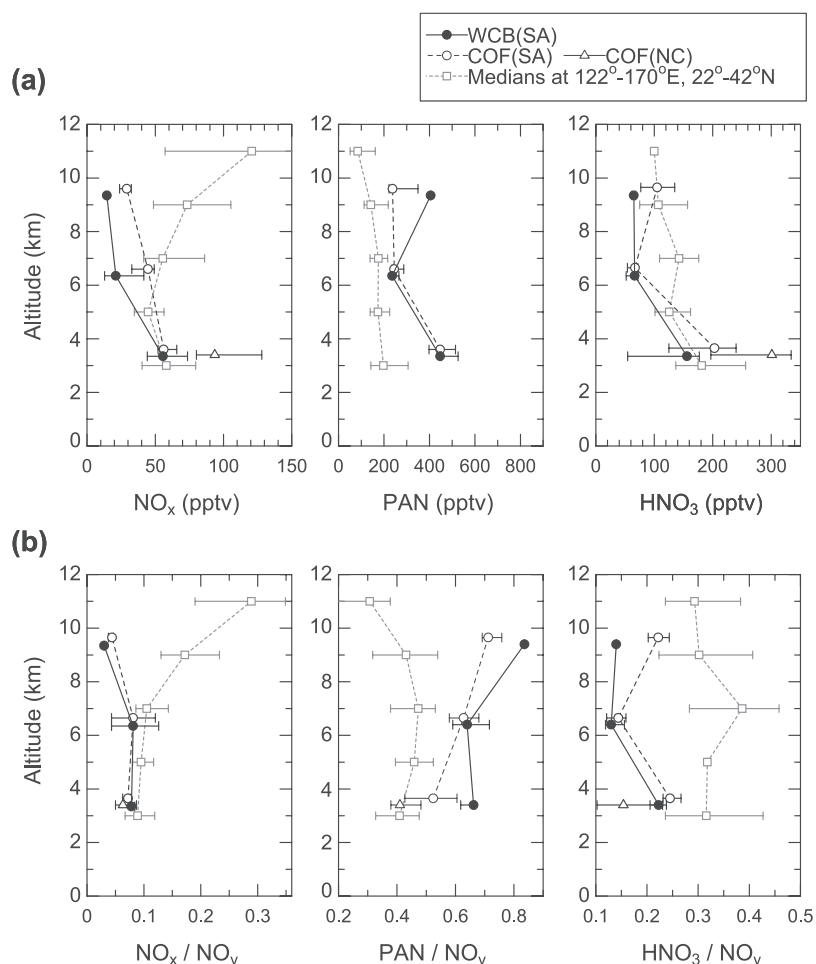 WCB(SA)
COF(SA) COF(NC)
Medians at 122°-170°E, 22°-42°N
(a)
12
10
8
6
4
2
0
Altitude (km)
0 50 100 150
0 200 400 600 800
0 100 200 300
NOx (pptv) PAN (pptv) HNO3 (pptv)
(b)
12
10
8
6
4
2
0
Altitude (km)
0 0.1 0.2 0.3
0.2 0.4 0.6 0.8
0.1 0.2 0.3 0.4 0.5
NOx / NOy PAN / NOy HNO3 / NOy